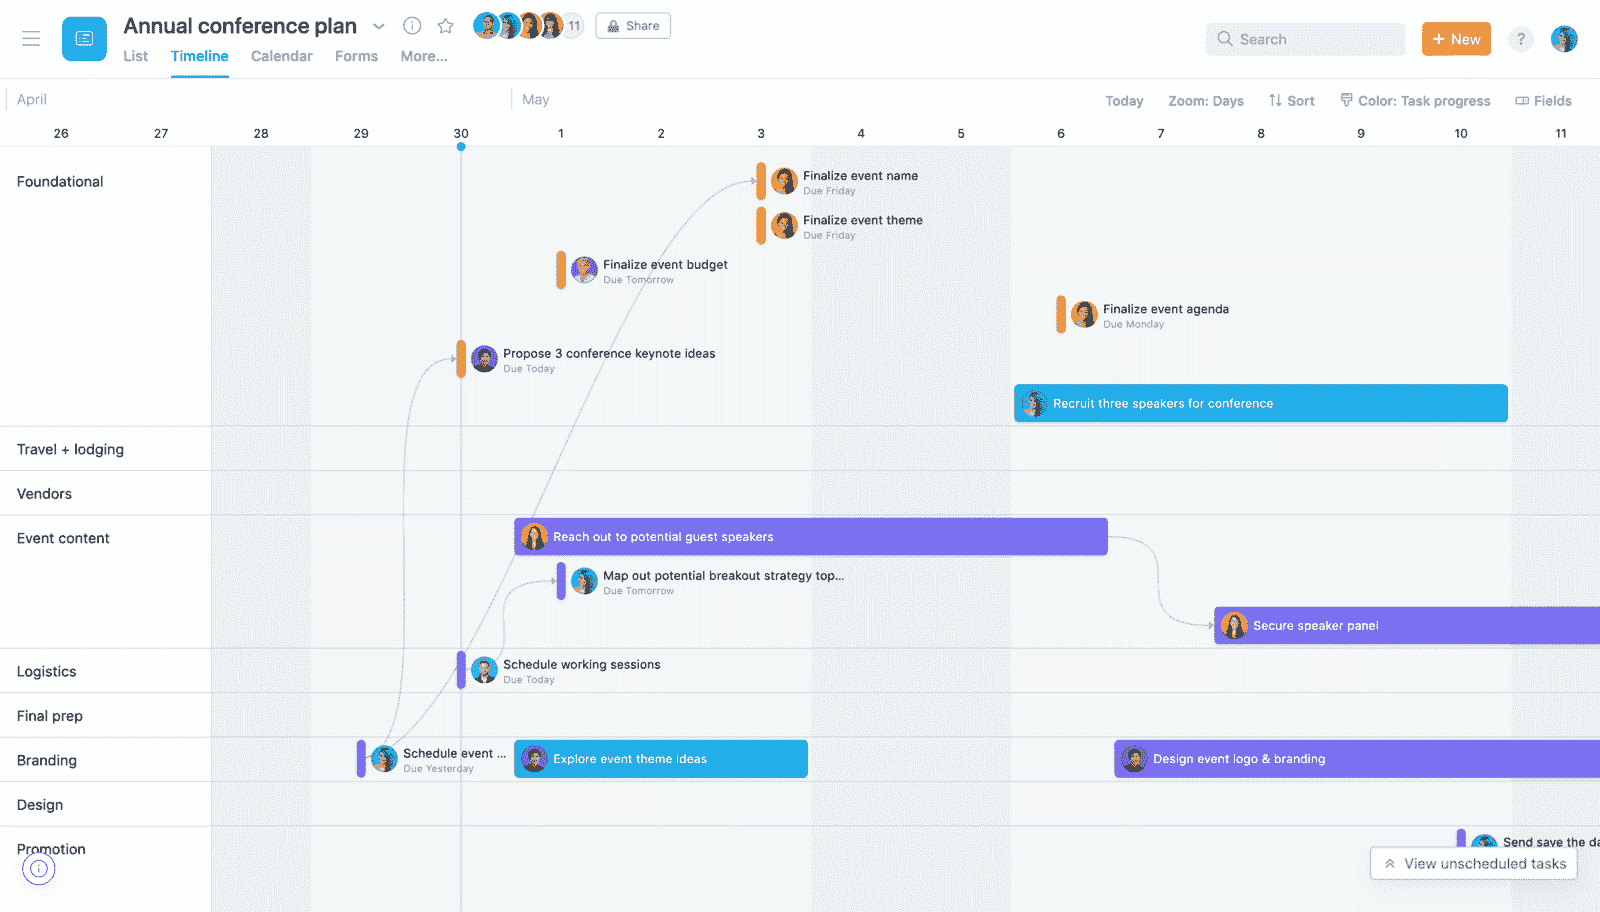 Annual conference plan
11
Share
List
Timeline
Calendar
Forms
More...
Search
+ New
?
April
May
Today
Zoom: Days
Sort
Color: Task progress
Fields
26 27 28 29 30 1 2 3 4 5 6 7 8 9 10 11
Foundational
Finalize event name
Due Friday
Finalize event theme
Due Friday
Finalize event budget
Due Tomorrow
Finalize event agenda
Due Monday
Propose 3 conference keynote ideas
Due Today
Recruit three speakers for conference
Travel + lodging
Vendors
Event content
Reach out to potential guest speakers
Map out potential breakout strategy top...
Due Tomorrow
Secure speaker panel
Logistics
Schedule working sessions
Due Today
Final prep
Branding
Schedule event ...
Due Yesterday
Explore event theme ideas
Design event logo & branding
Design
Promotion
Send save the da
View unscheduled tasks